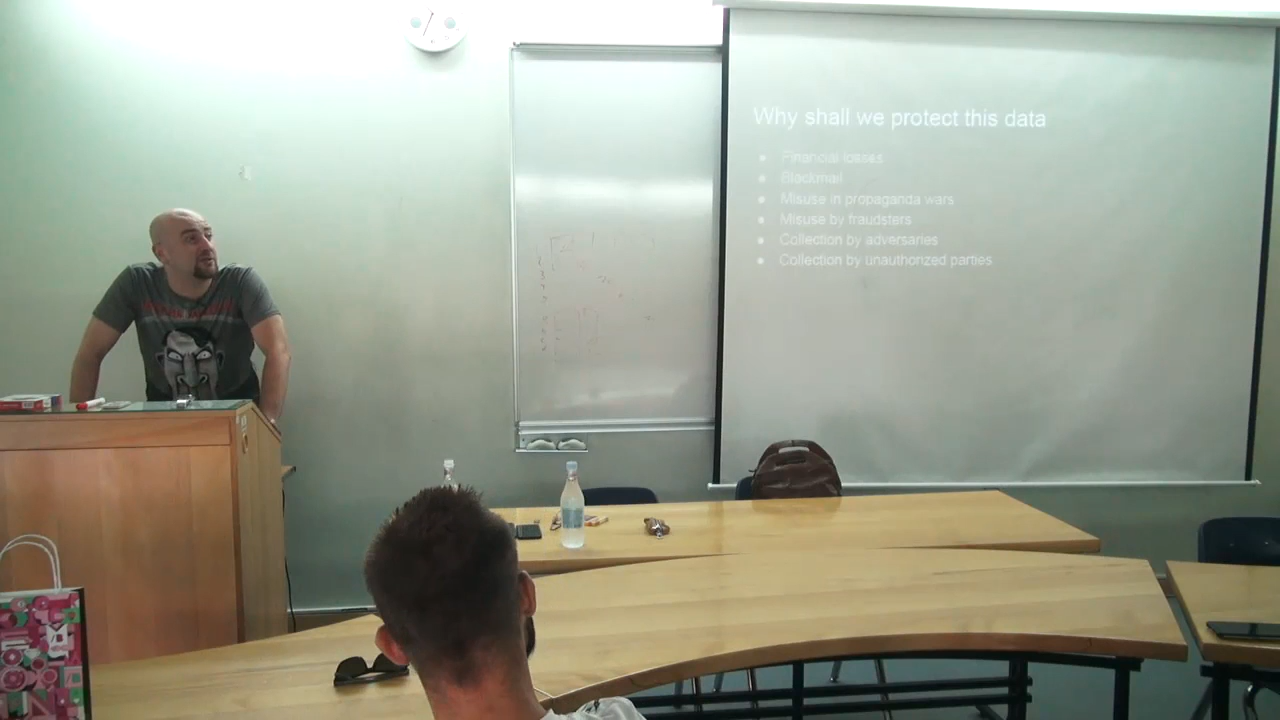 Why shall we protect this data
● Financial losses
● Blackmail
● Misuse in propaganda wars
● Misuse by fraudsters
● Collection by adversaries
● Collection by unauthorized parties